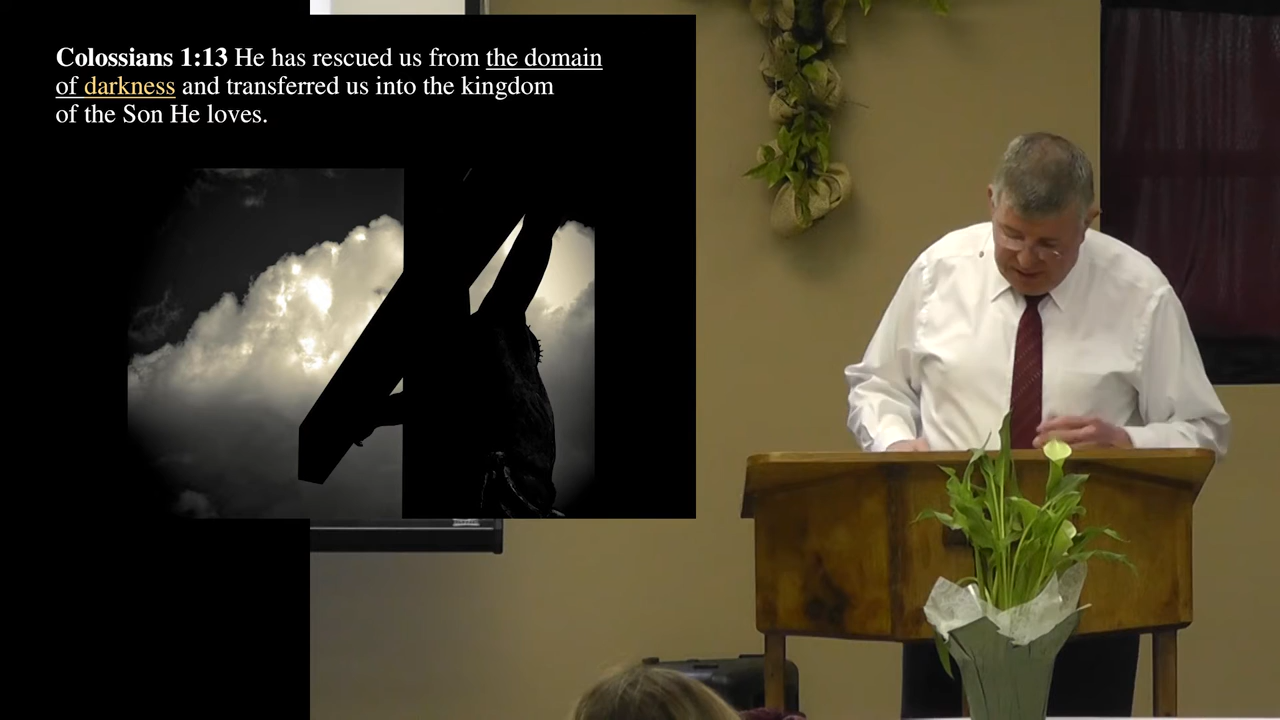 Colossians 1:13 He has rescued us from the domain
of darkness and transferred us into the kingdom
of the Son He loves.